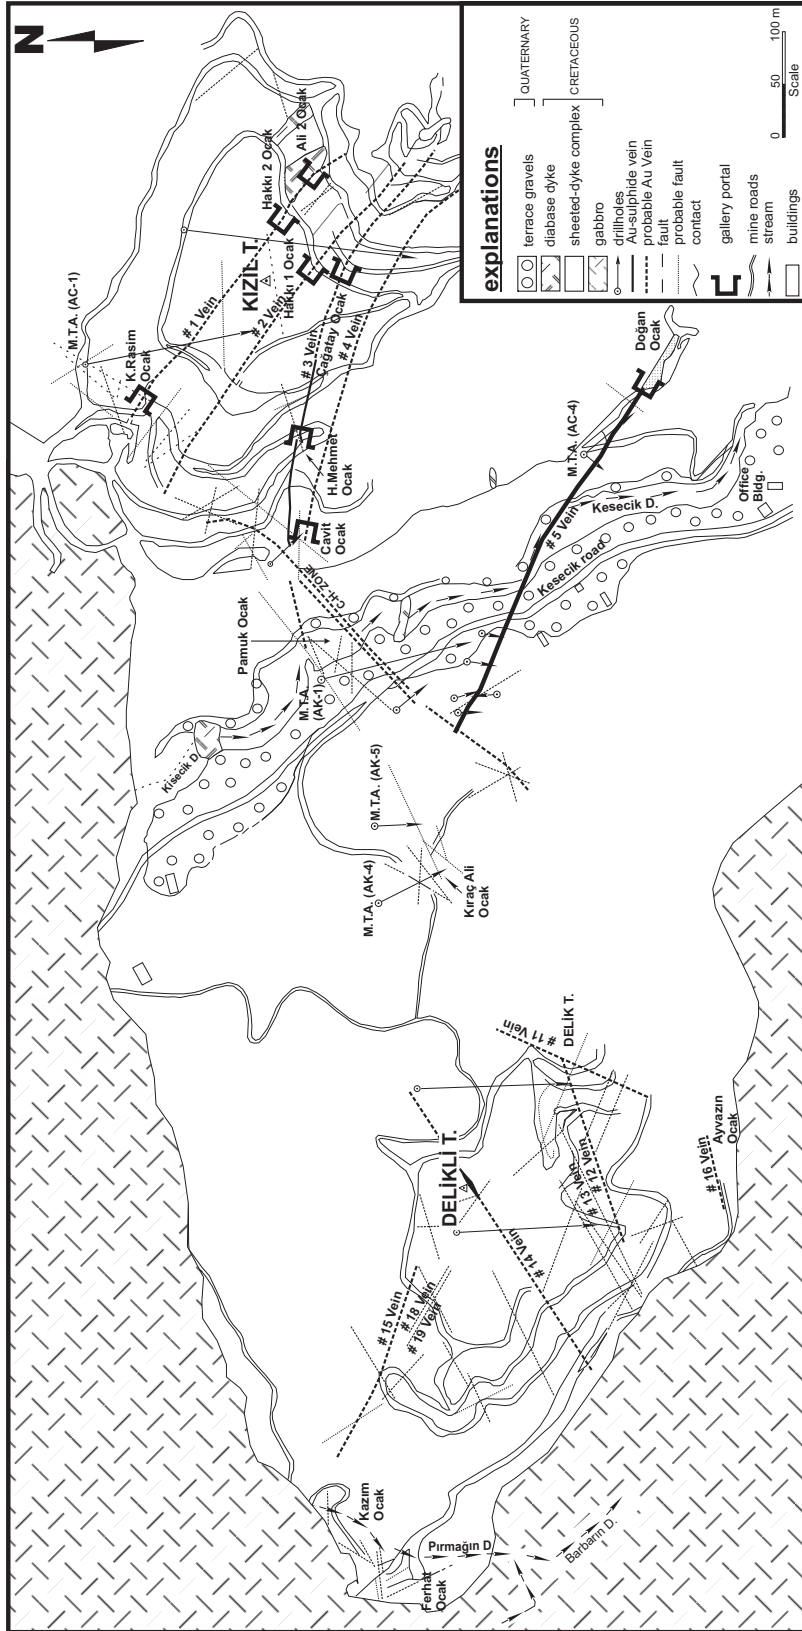 N
M.T.A. (AC-1)
K.Rasim
Ocak
# 1 Vein
KIZIL T.
# 2 Vein
Hakkı 2 Ocak
Ali 2 Ocak
Hakkı 1 Ocak
# 3 Vein
Çağatay Ocak
# 4 Vein
H.Mehmet
Ocak
Cavit
Ocak
C.H. ZONE
Pamuk Ocak
M.T.A.
(AK-1)
Kisecik D.
M.T.A. (AK-5)
M.T.A. (AK-4)
Kıraç Ali
Ocak
Doğan
Ocak
M.T.A. (AC-4)
# 5 Vein
Kesecik D.
Kesecik road
Office
Bldg.
# 11 Vein
DELİK T.
DELİKLİ T.
# 13 Vein
# 12 Vein
# 14 Vein
# 16 Vein
Ayvazın
Ocak
# 15 Vein
# 18 Vein
# 19 Vein
Kazım
Ocak
Ferhat
Ocak
Pırmağın D
Barbarın D.
explanations
terrace gravels
QUATERNARY
diabase dyke
sheeted-dyke complex
gabbro
CRETACEOUS
drillholes
Au-sulphide vein
probable Au Vein
fault
probable fault
contact
gallery portal
mine roads
stream
buildings
0 50 100 m
Scale